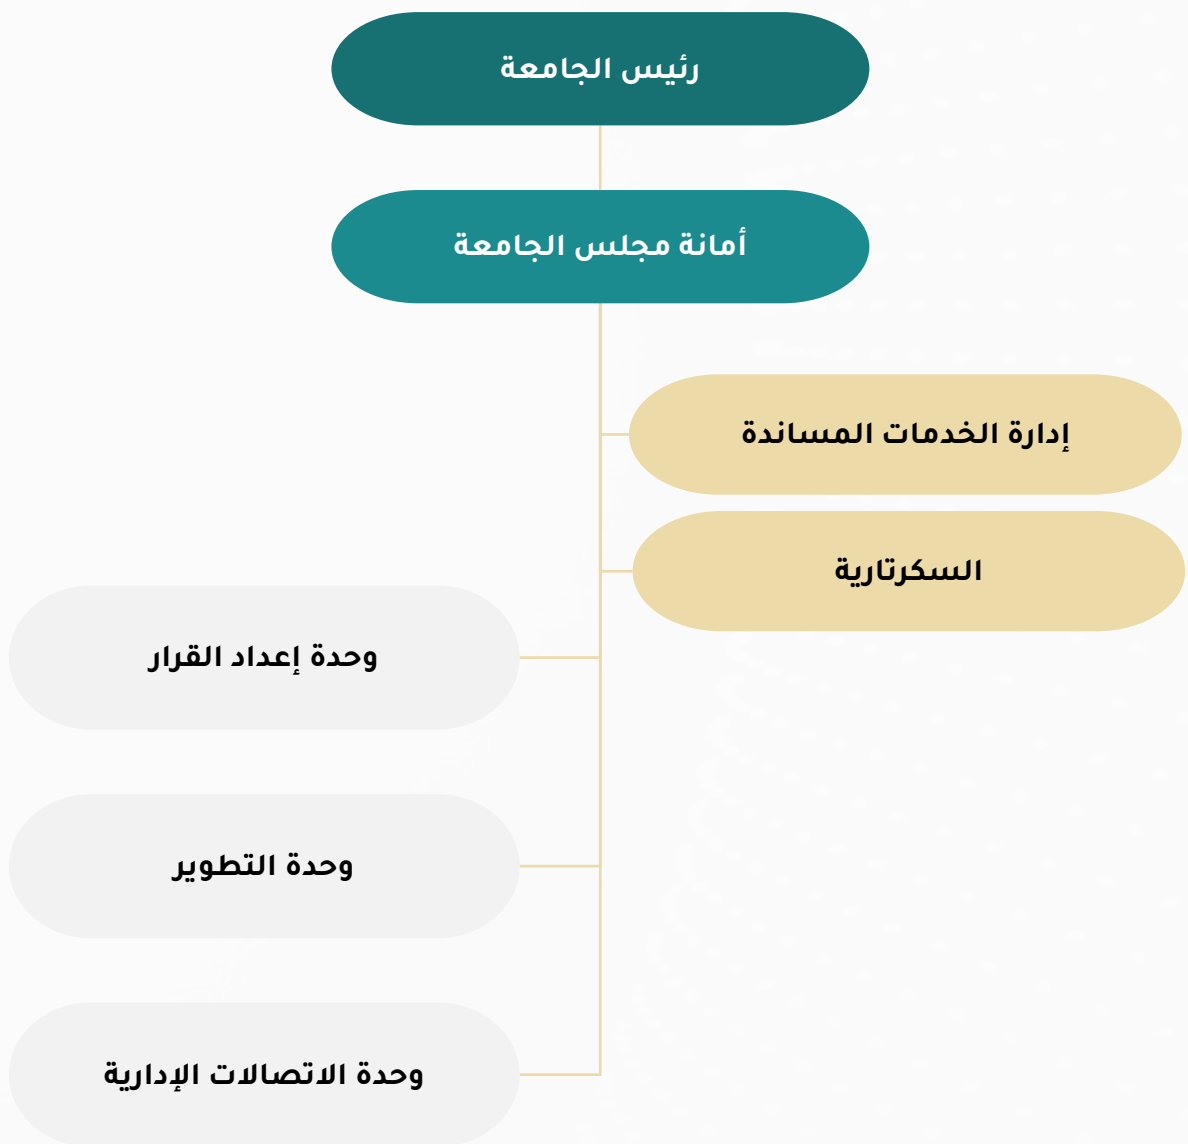 رئيس الجامعة
أمانة مجلس الجامعة
إدارة الخدمات المساندة
السكرتارية
وحدة إعداد القرار
وحدة التطوير
وحدة الاتصالات الإدارية